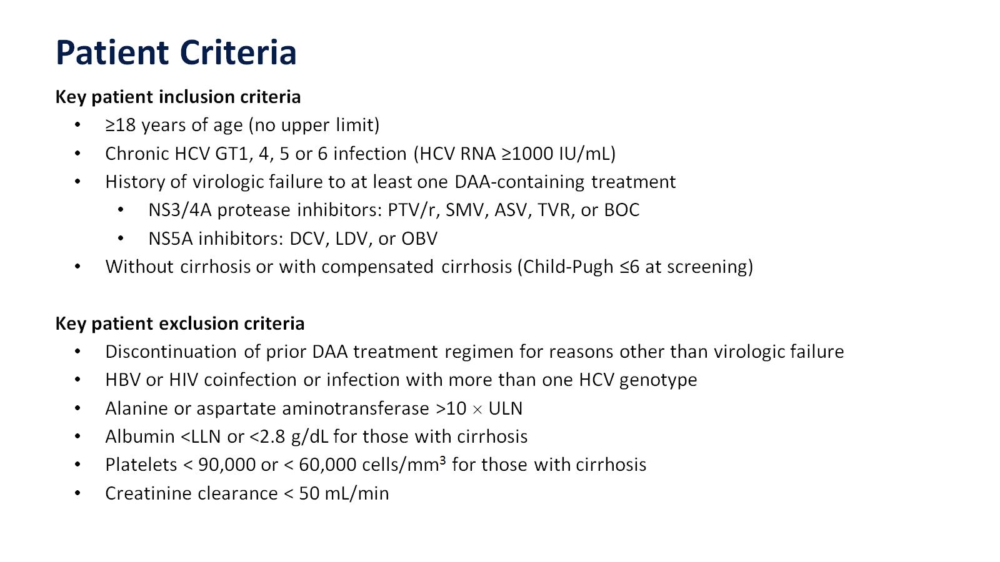 Patient Criteria
Key patient inclusion criteria
• ≥18 years of age (no upper limit)
• Chronic HCV GT1, 4, 5 or 6 infection (HCV RNA ≥1000 IU/mL)
• History of virologic failure to at least one DAA-containing treatment
• NS3/4A protease inhibitors: PTV/r, SMV, ASV, TVR, or BOC
• NS5A inhibitors: DCV, LDV, or OBV
• Without cirrhosis or with compensated cirrhosis (Child-Pugh ≤6 at screening)
Key patient exclusion criteria
• Discontinuation of prior DAA treatment regimen for reasons other than virologic failure
• HBV or HIV coinfection or infection with more than one HCV genotype
• Alanine or aspartate aminotransferase >10 × ULN
• Albumin <LLN or <2.8 g/dL for those with cirrhosis
• Platelets < 90,000 or < 60,000 cells/mm³ for those with cirrhosis
• Creatinine clearance < 50 mL/min